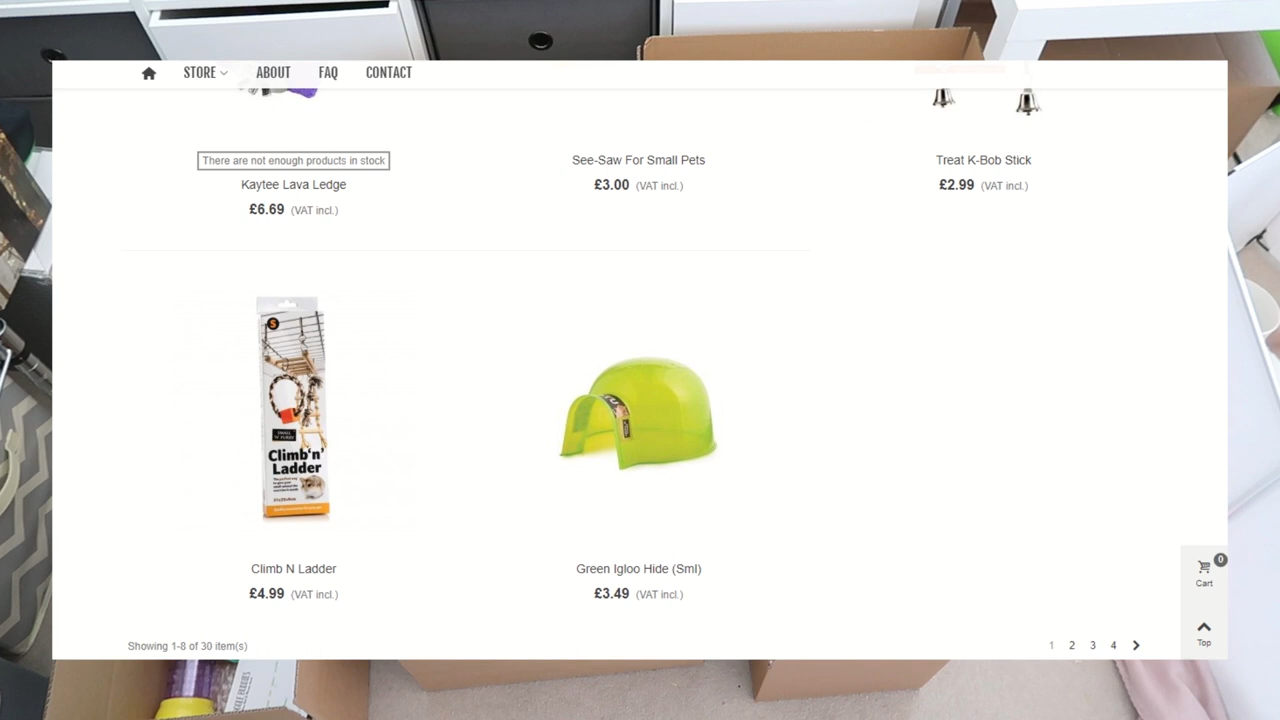 STORE ABOUT FAQ CONTACT
There are not enough products in stock
Kaytee Lava Ledge
£6.69 (VAT incl.)
See-Saw For Small Pets
£3.00 (VAT incl.)
Treat K-Bob Stick
£2.99 (VAT incl.)
S
SMALL
'N' FURRY
Climb 'n'
Ladder
Climb N Ladder
£4.99 (VAT incl.)
Green Igloo Hide (Sml)
£3.49 (VAT incl.)
0
Cart
Top
Showing 1-8 of 30 item(s)
1 2 3 4